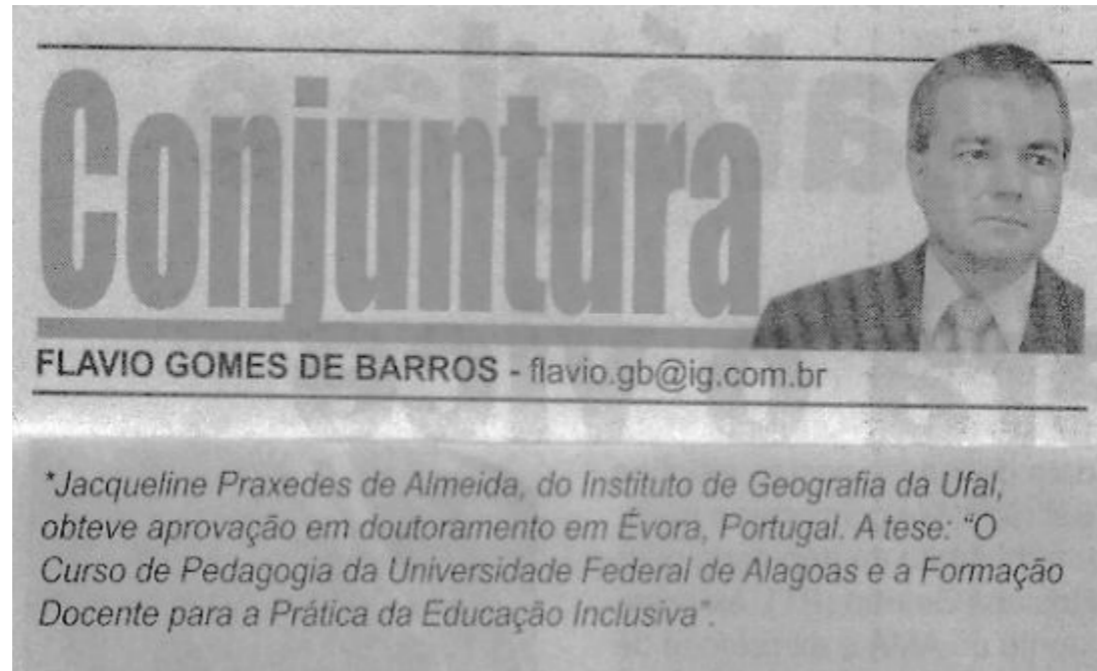 Conjuntura
FLAVIO GOMES DE BARROS - flavio.gb@ig.com.br
*Jacqueline Praxedes de Almeida, do Instituto de Geografia da Ufal,
obteve aprovação em doutoramento em Évora, Portugal. A tese: “O
Curso de Pedagogia da Universidade Federal de Alagoas e a Formação
Docente para a Prática da Educação Inclusiva”.